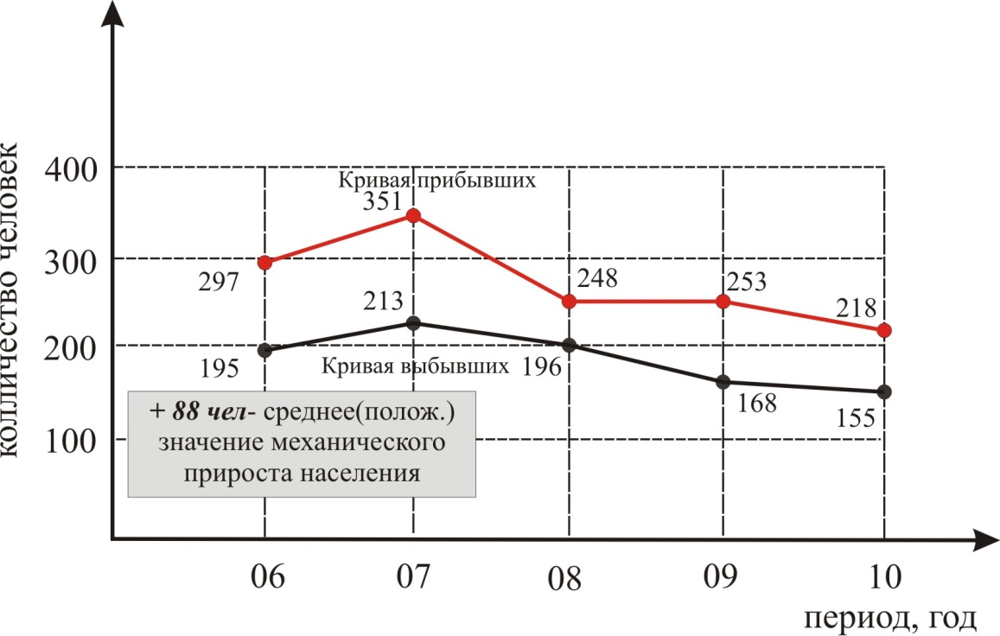 колличество человек
400
Кривая прибывших
351
300
297
248
253
218
213
200
195
Кривая выбывших
196
168
155
+ 88 чел- среднее(полож.)
значение механического
прироста населения
100
06 07 08 09 10
период, год